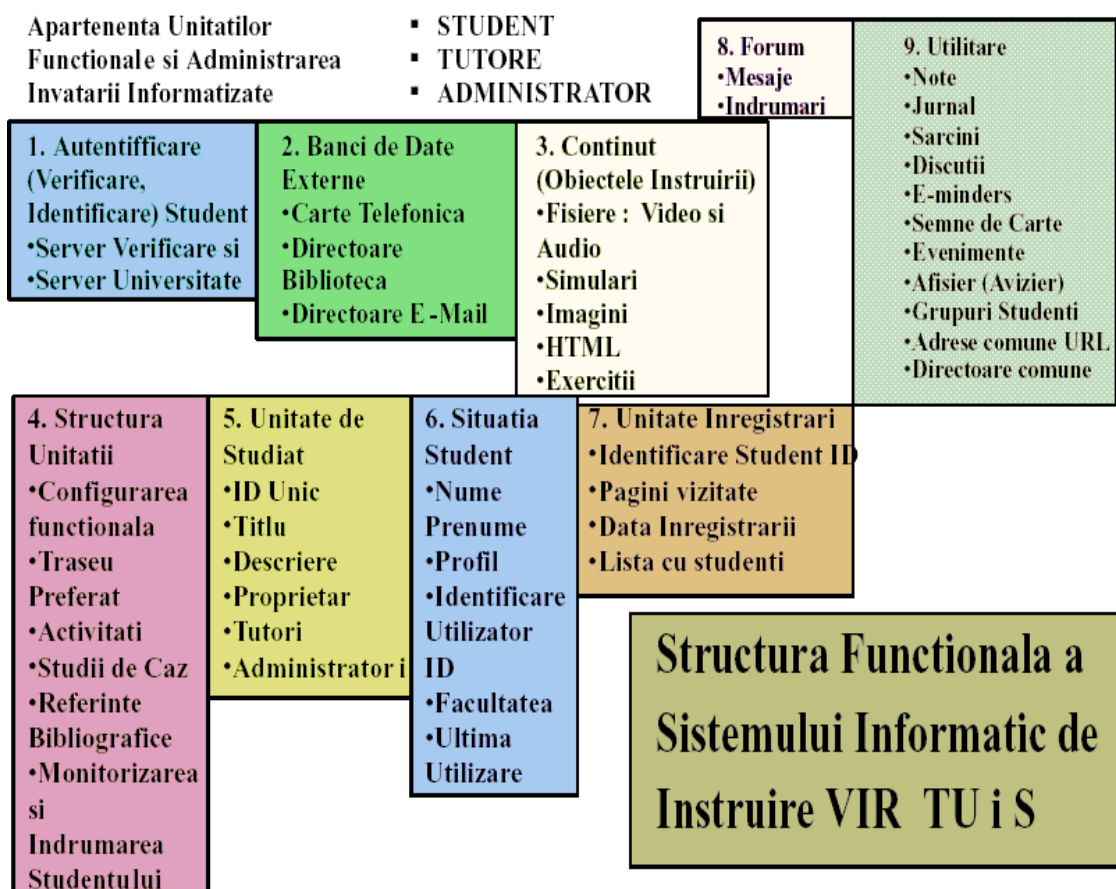 Apartenenta Unitatilor
Functionale si Administrarea
Invatarii Informatizate
▪ STUDENT
▪ TUTORE
▪ ADMINISTRATOR
8. Forum
•Mesaje
•Indrumari
9. Utilitare
•Note
•Jurnal
•Sarcini
•Discutii
•E-minders
•Semne de Carte
•Evenimente
•Afisier (Avizier)
•Grupuri Studenti
•Adrese comune URL
•Directoare comune
1. Autentifficare
(Verificare,
Identificare) Student
•Server Verificare si
•Server Universitate
2. Banci de Date
Externe
•Carte Telefonica
•Directoare
Biblioteca
•Directoare E-Mail
3. Continut
(Obiectele Instruirii)
•Fisiere : Video si
Audio
•Simulari
•Imagini
•HTML
•Exercitii
4. Structura
Unitatii
•Configurarea
functionala
•Traseu
Preferat
•Activitati
•Studii de Caz
•Referinte
Bibliografice
•Monitorizarea
si
Indrumarea
Studentului
5. Unitate de
Studiat
•ID Unic
•Titlu
•Descriere
•Proprietar
•Tutori
•Administrator i
6. Situatia
Student
•Nume
Prenume
•Profil
•Identificare
Utilizator
ID
•Facultatea
•Ultima
Utilizare
7. Unitate Inregistrari
•Identificare Student ID
•Pagini vizitate
•Data Inregistrarii
•Lista cu studenti
Structura Functionala a
Sistemului Informatic de
Instruire VIR TU i S